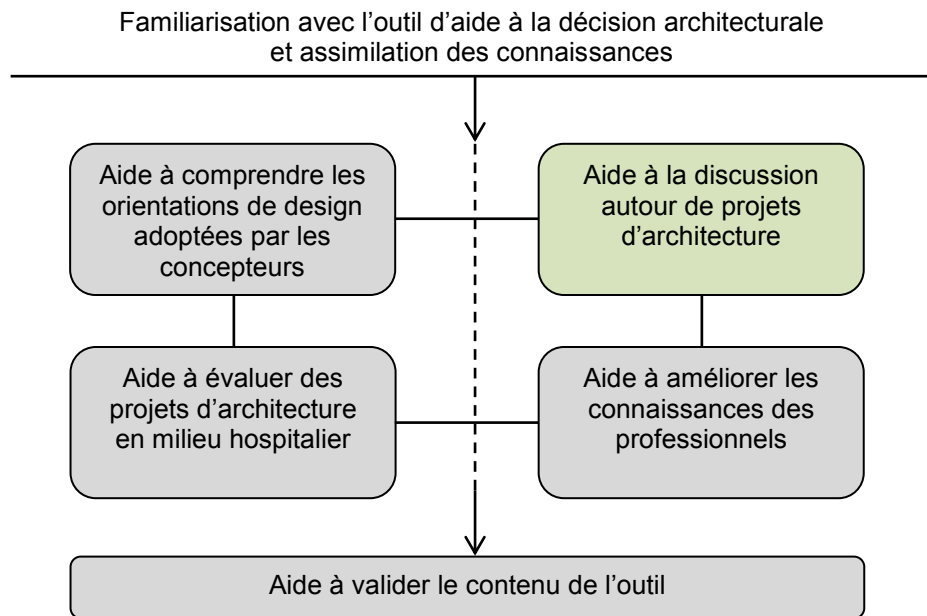 Familiarisation avec l’outil d’aide à la décision architecturale
et assimilation des connaissances
Aide à comprendre les
orientations de design
adoptées par les
concepteurs
Aide à la discussion
autour de projets
d’architecture
Aide à évaluer des
projets d’architecture
en milieu hospitalier
Aide à améliorer les
connaissances des
professionnels
Aide à valider le contenu de l’outil